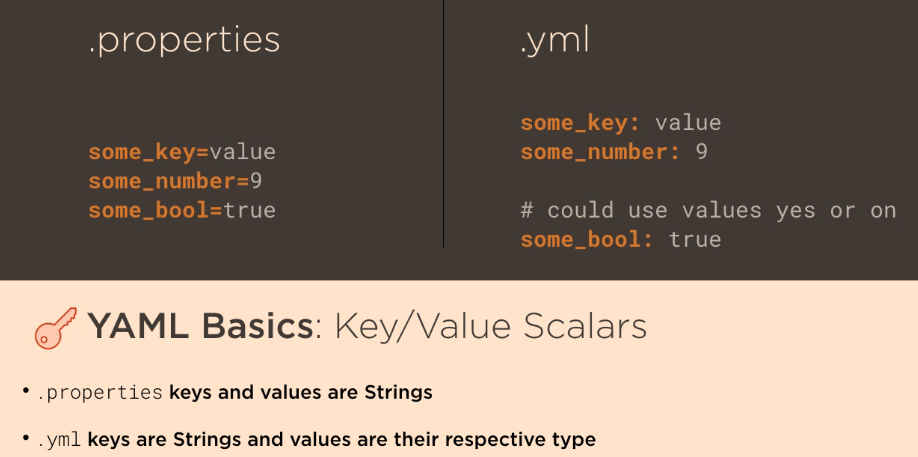 .properties
some_key=value
some_number=9
some_bool=true
.yml
some_key: value
some_number: 9
# could use values yes or on
some_bool: true
YAML Basics: Key/Value Scalars
• .properties keys and values are Strings
• .yml keys are Strings and values are their respective type